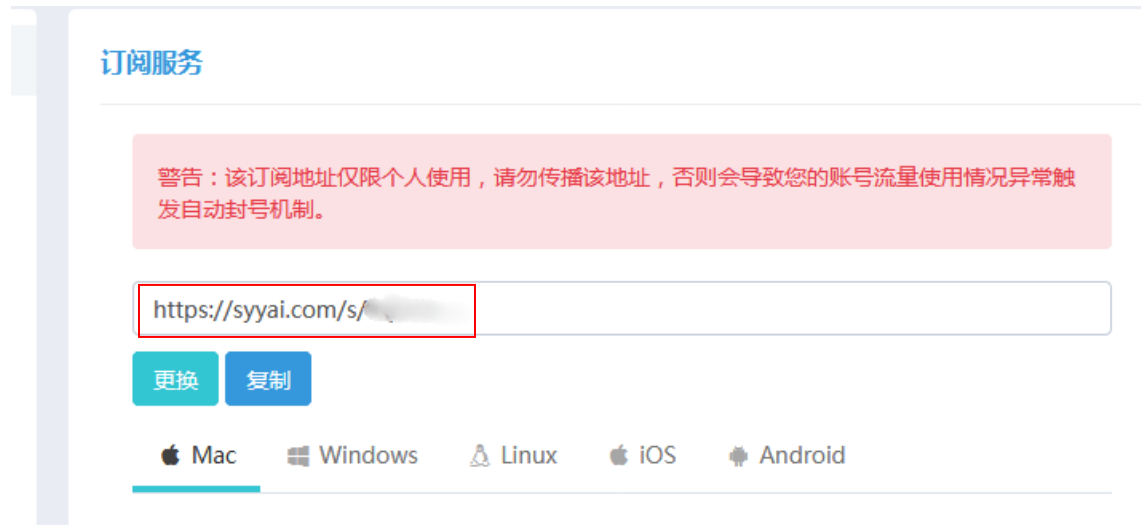 订阅服务
警告：该订阅地址仅限个人使用，请勿传播该地址，否则会导致您的账号流量使用情况异常触
发自动封号机制。
https://syyai.com/s/
更换 复制
Mac Windows Linux iOS Android